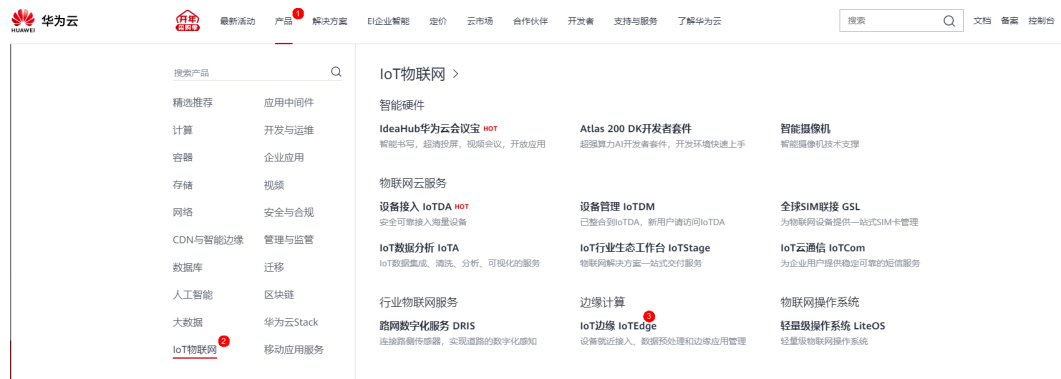 HUAWEI 华为云 开年 云创季 最新活动 产品 1 解决方案 EI企业智能 定价 云市场 合作伙伴 开发者 支持与服务 了解华为云 搜索 文档 备案 控制台
搜索产品
精选推荐 应用中间件
计算 开发与运维
容器 企业应用
存储 视频
网络 安全与合规
CDN与智能边缘 管理与监管
数据库 迁移
人工智能 区块链
大数据 华为云Stack
IoT物联网 2 移动应用服务
IoT物联网 >
智能硬件
IdeaHub华为云会议宝 HOT Atlas 200 DK开发者套件 智能摄像机
智能书写，超清投屏，视频会议，开放应用 超强算力AI开发者套件，开发环境快速上手 智能摄像机技术支撑
物联网云服务
设备接入 IoTDA HOT 设备管理 IoTDM 全球SIM联接 GSL
安全可靠接入海量设备 已整合到IoTDA，新用户请访问IoTDA 为物联网设备提供一站式SIM卡管理
IoT数据分析 IoTA IoT行业生态工作台 IoTStage IoT云通信 IoTCom
IoT数据集成、清洗、分析、可视化的服务 物联网解决方案一站式交付服务 为企业用户提供稳定可靠的短信服务
行业物联网服务 边缘计算 物联网操作系统
路网数字化服务 DRIS IoT边缘 IoTEdge 3 轻量级操作系统 LiteOS
连接路侧传感器，实现道路的数字化感知 设备就近接入、数据预处理和边缘应用管理 轻量级物联网操作系统